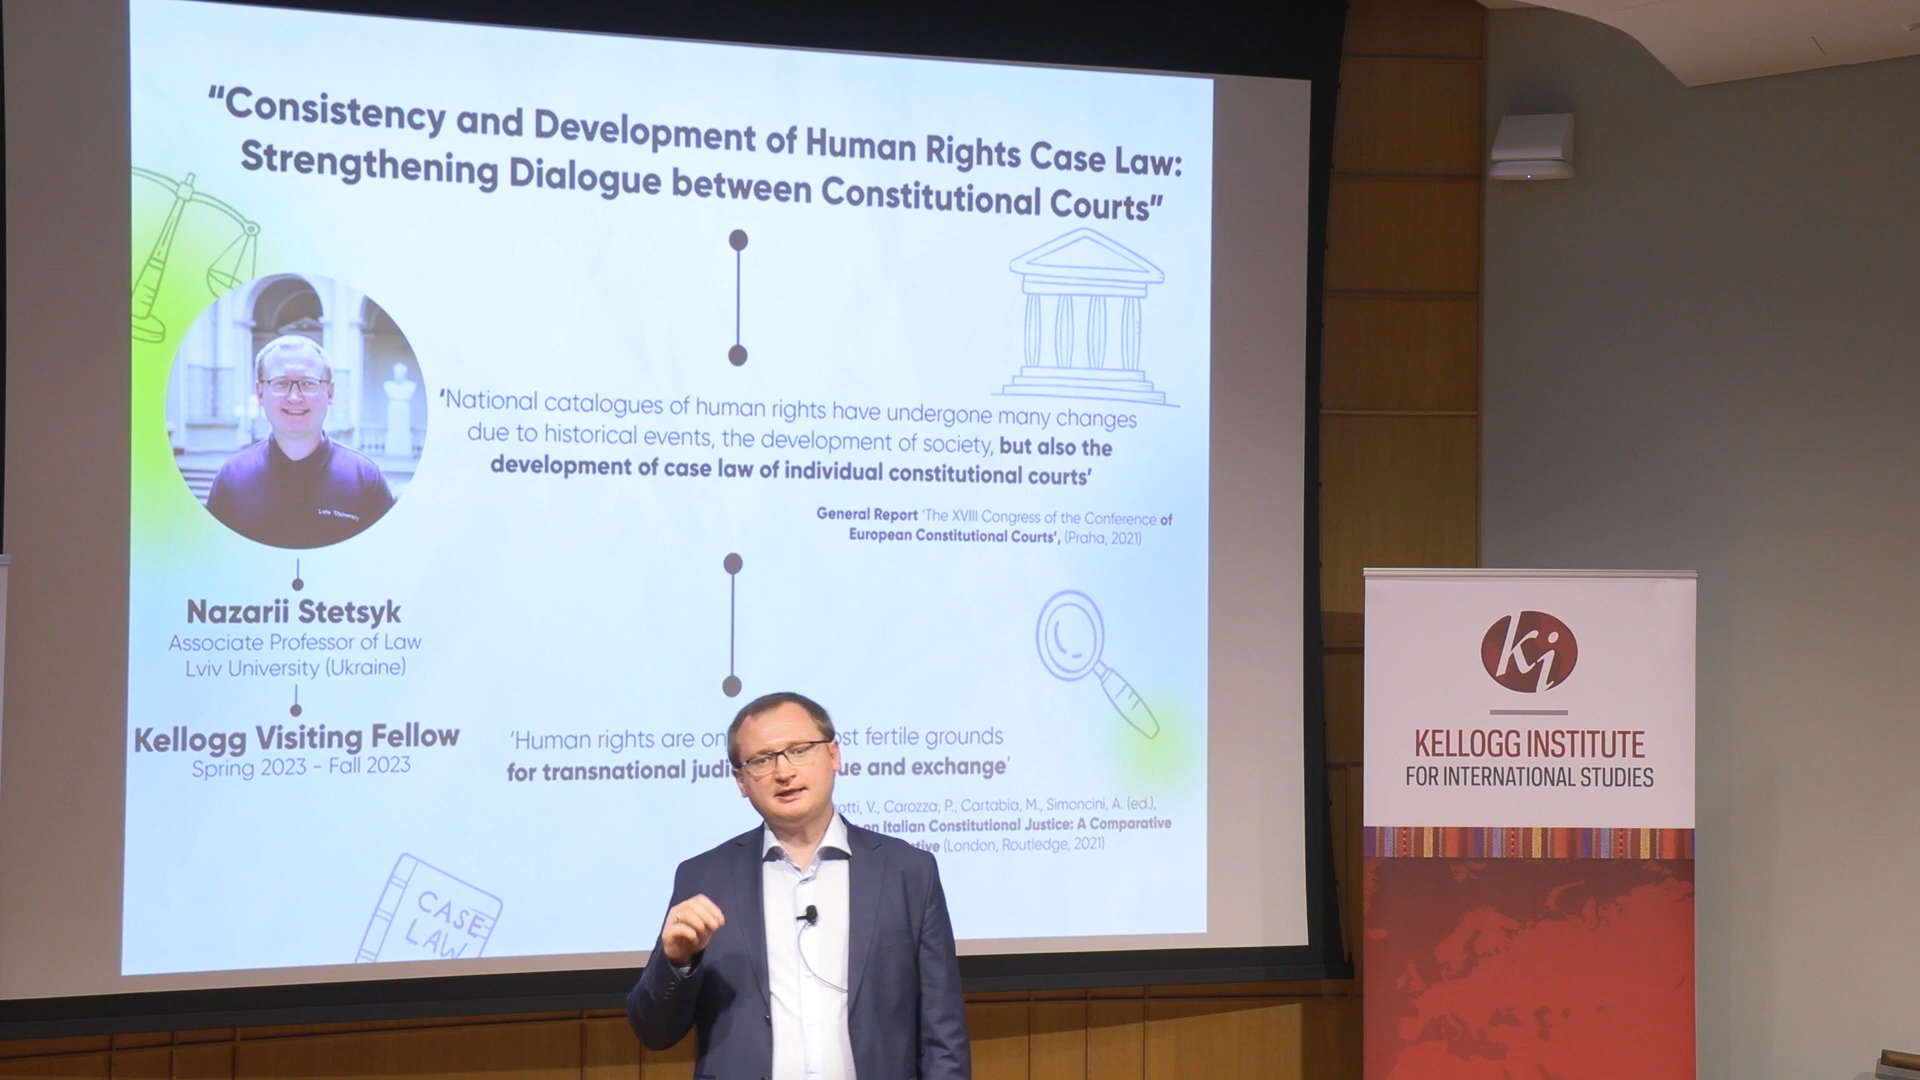 “Consistency and Development of Human Rights Case Law:
Strengthening Dialogue between Constitutional Courts”
‘National catalogues of human rights have undergone many changes
due to historical events, the development of society, but also the
development of case law of individual constitutional courts’
General Report ‘The XVIII Congress of the Conference of
European Constitutional Courts’, (Praha, 2021)
Nazarii Stetsyk
Associate Professor of Law
Lviv University (Ukraine)
Kellogg Visiting Fellow
Spring 2023 - Fall 2023
‘Human rights are fertile grounds
for transnational and exchange’
V., Carozza, P., Cartabia, M., Simoncini, A. (ed.),
on Italian Constitutional Justice: A Comparative
(London, Routledge, 2021)
CASE
LAW
ki
KELLOGG INSTITUTE
FOR INTERNATIONAL STUDIES